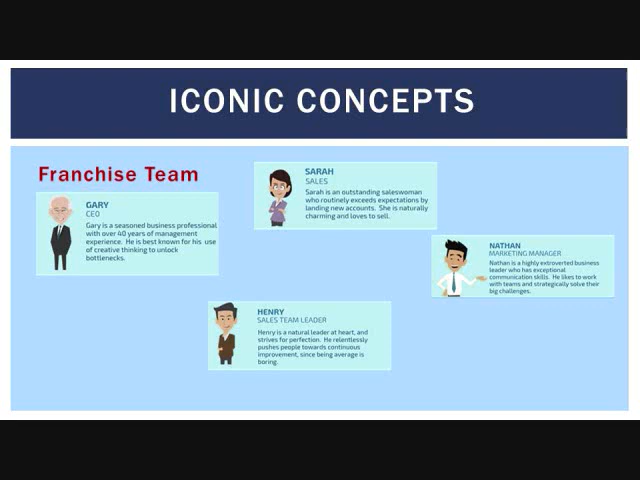 ICONIC CONCEPTS
Franchise Team
GARY
CEO
Gary is a seasoned business professional
with over 40 years of management
experience. He is best known for his use
of creative thinking to unlock
bottlenecks.
SARAH
SALES
Sarah is an outstanding saleswoman
who routinely exceeds expectations by
landing new accounts. She is naturally
charming and loves to sell.
NATHAN
MARKETING MANAGER
Nathan is a highly extroverted business
leader who has exceptional
communication skills. He likes to work
with teams and strategically solve their
big challenges.
HENRY
SALES TEAM LEADER
Henry is a natural leader at heart, and
strives for perfection. He relentlessly
pushes people towards continuous
improvement, since being average is
boring.